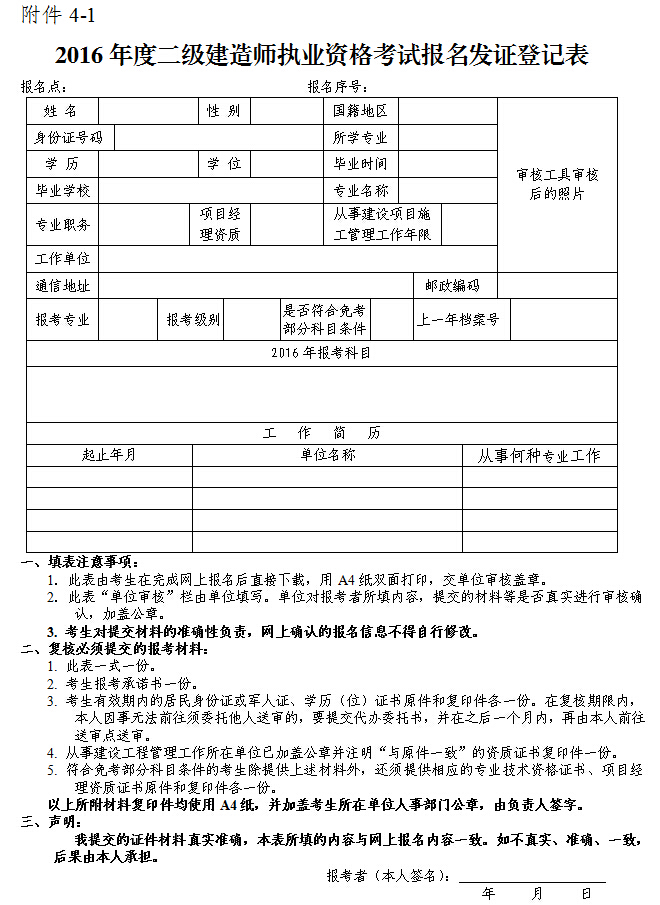 附件 4-1
2016 年度二级建造师执业资格考试报名发证登记表
报名点： 报名序号：
姓 名 性 别 国籍地区
身份证号码 所学专业
学 历 学 位 毕业时间
审核工具审核
后的照片
毕业学校 专业名称
专业职务 项目经
理资质 从事建设项目施
工管理工作年限
工作单位
通信地址 邮政编码
报考专业 报考级别 是否符合免考
部分科目条件 上一年档案号
2016 年报考科目
工 作 简 历
起止年月 单位名称 从事何种专业工作
一、填表注意事项：
1. 此表由考生在完成网上报名后直接下载，用 A4 纸双面打印，交单位审核盖章。
2. 此表“单位审核”栏由单位填写。单位对报考者所填内容，提交的材料等是否真实进行审核确
认，加盖公章。
3. 考生对提交材料的准确性负责，网上确认的报名信息不得自行修改。
二、复核必须提交的报考材料：
1. 此表一式一份。
2. 考生报考承诺书一份。
3. 考生有效期内的居民身份证或军人证、学历（位）证书原件和复印件各一份。在复核期限内，
本人因事无法前往须委托他人送审的，要提交代办委托书，并在之后一个月内，再由本人前往
送审点送审。
4. 从事建设工程管理工作所在单位已加盖公章并注明“与原件一致”的资质证书复印件一份。
5. 符合免考部分科目条件的考生除提供上述材料外，还须提供相应的专业技术资格证书、项目经
理资质证书原件和复印件各一份。
以上所附材料复印件均使用 A4 纸，并加盖考生所在单位人事部门公章，由负责人签字。
三、声明：
我提交的证件材料真实准确，本表所填的内容与网上报名内容一致。如不真实、准确、一致，
后果由本人承担。
报考者（本人签名）：
年 月 日